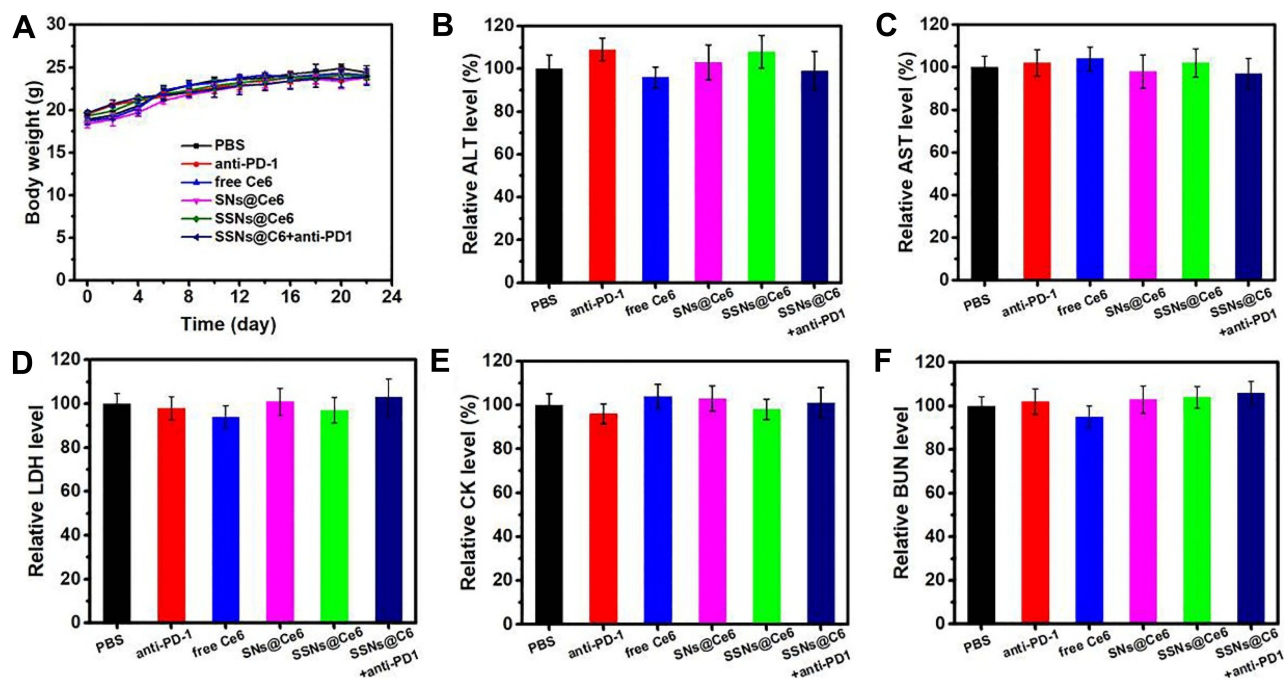 A
Body weight (g)
30
25
20
15
10
5
0
PBS
anti-PD-1
free Ce6
SNs@Ce6
SSNs@Ce6
SSNs@C6+anti-PD1
0 4 8 12 16 20 24
Time (day)
B
Relative ALT level (%)
120
100
80
60
40
20
0
PBS
anti-PD-1
free Ce6
SNs@Ce6
SSNs@Ce6
SSNs@C6
+anti-PD1
C
Relative AST level (%)
120
100
80
60
40
20
0
PBS
anti-PD-1
free Ce6
SNs@Ce6
SSNs@Ce6
SSNs@C6
+anti-PD1
D
Relative LDH level
120
100
80
60
40
20
0
PBS
anti-PD-1
free Ce6
SNs@Ce6
SSNs@Ce6
SSNs@C6
+anti-PD1
E
Relative CK level (%)
120
100
80
60
40
20
0
PBS
anti-PD-1
free Ce6
SNs@Ce6
SSNs@Ce6
SSNs@C6
+anti-PD1
F
Relative BUN level
120
100
80
60
40
20
0
PBS
anti-PD-1
free Ce6
SNs@Ce6
SSNs@Ce6
SSNs@C6
+anti-PD1